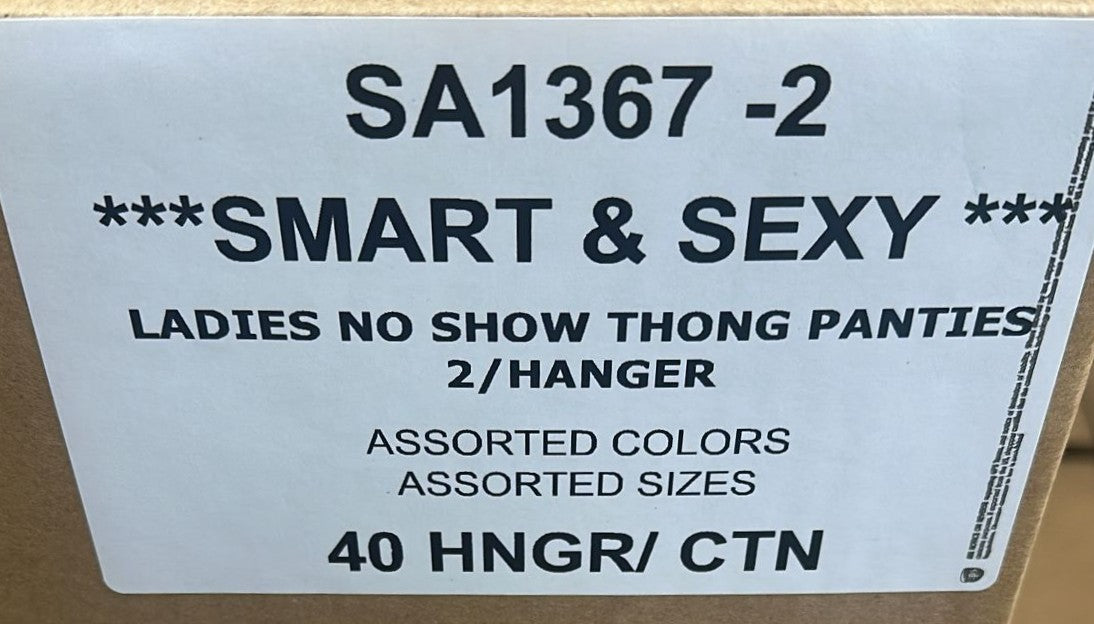 SA1367 -2
***SMART & SEXY ***
LADIES NO SHOW THONG PANTIES
2/HANGER
ASSORTED COLORS
ASSORTED SIZES
40 HNGR/ CTN